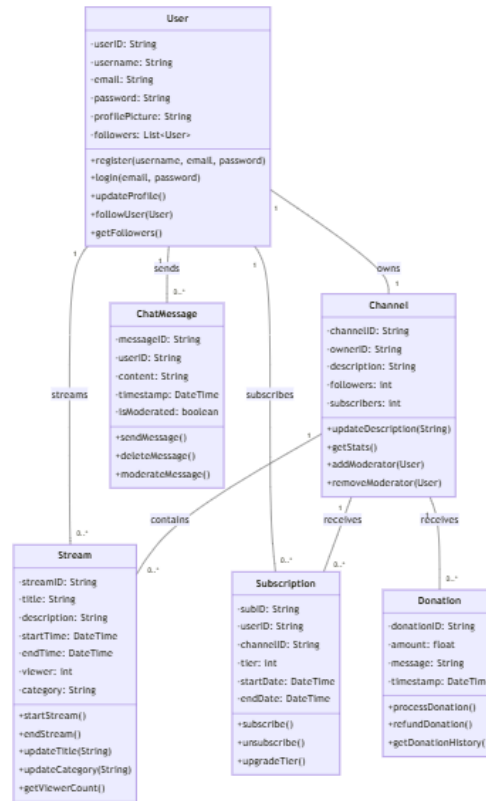 User
-userID: String
-username: String
-email: String
-password: String
-profilePicture: String
-followers: List<User>
+register(username, email, password)
+login(email, password)
+updateProfile()
+followUser(User)
+getFollowers()
1
1
1
1
sends
owns
0..*
1
ChatMessage
-messageID: String
-userID: String
-content: String
-timestamp: DateTime
-isModerated: boolean
+sendMessage()
+deleteMessage()
+moderateMessage()
Channel
-channelID: String
-ownerID: String
-description: String
-followers: int
-subscribers: int
+updateDescription(String)
+getStats()
+addModerator(User)
+removeModerator(User)
streams
subscribes
1
1
1
contains
receives
receives
0..*
0..*
0..*
0..*
0..*
Stream
-streamID: String
-title: String
-description: String
-startTime: DateTime
-endTime: DateTime
-viewer: int
-category: String
+startStream()
+endStream()
+updateTitle(String)
+updateCategory(String)
+getViewerCount()
Subscription
-subID: String
-userID: String
-channelID: String
-tier: int
-startDate: DateTime
-endDate: DateTime
+subscribe()
+unsubscribe()
+upgradeTier()
Donation
-donationID: String
-amount: float
-message: String
-timestamp: DateTim
+processDonation()
+refundDonation()
+getDonationHistory(